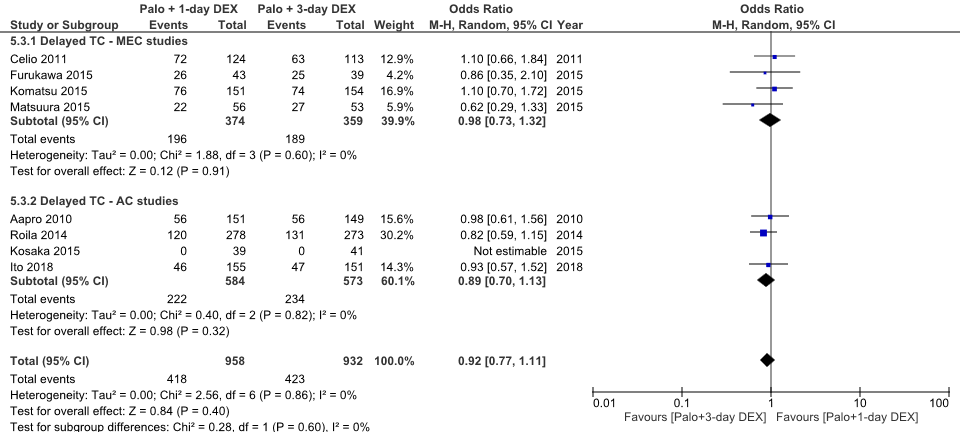 Palo + 1-day DEX Palo + 3-day DEX Odds Ratio Odds Ratio
Study or Subgroup Events Total Events Total Weight M-H, Random, 95% CI Year M-H, Random, 95% CI
5.3.1 Delayed TC - MEC studies
Celio 2011 72 124 63 113 12.9% 1.10 [0.66, 1.84] 2011
Furukawa 2015 26 43 25 39 4.2% 0.86 [0.35, 2.10] 2015
Komatsu 2015 76 151 74 154 16.9% 1.10 [0.70, 1.72] 2015
Matsuura 2015 22 56 27 53 5.9% 0.62 [0.29, 1.33] 2015
Subtotal (95% CI) 374 359 39.9% 0.98 [0.73, 1.32]
Total events 196 189
Heterogeneity: Tau² = 0.00; Chi² = 1.88, df = 3 (P = 0.60); I² = 0%
Test for overall effect: Z = 0.12 (P = 0.91)
5.3.2 Delayed TC - AC studies
Aapro 2010 56 151 56 149 15.6% 0.98 [0.61, 1.56] 2010
Roila 2014 120 278 131 273 30.2% 0.82 [0.59, 1.15] 2014
Kosaka 2015 0 39 0 41 Not estimable 2015
Ito 2018 46 155 47 151 14.3% 0.93 [0.57, 1.52] 2018
Subtotal (95% CI) 584 573 60.1% 0.89 [0.70, 1.13]
Total events 222 234
Heterogeneity: Tau² = 0.00; Chi² = 0.40, df = 2 (P = 0.82); I² = 0%
Test for overall effect: Z = 0.98 (P = 0.32)
Total (95% CI) 958 932 100.0% 0.92 [0.77, 1.11]
Total events 418 423
Heterogeneity: Tau² = 0.00; Chi² = 2.56, df = 6 (P = 0.86); I² = 0%
Test for overall effect: Z = 0.84 (P = 0.40)
Test for subgroup differences: Chi² = 0.28, df = 1 (P = 0.60), I² = 0%
0.01 0.1 1 10 100
Favours [Palo+3-day DEX] Favours [Palo+1-day DEX]